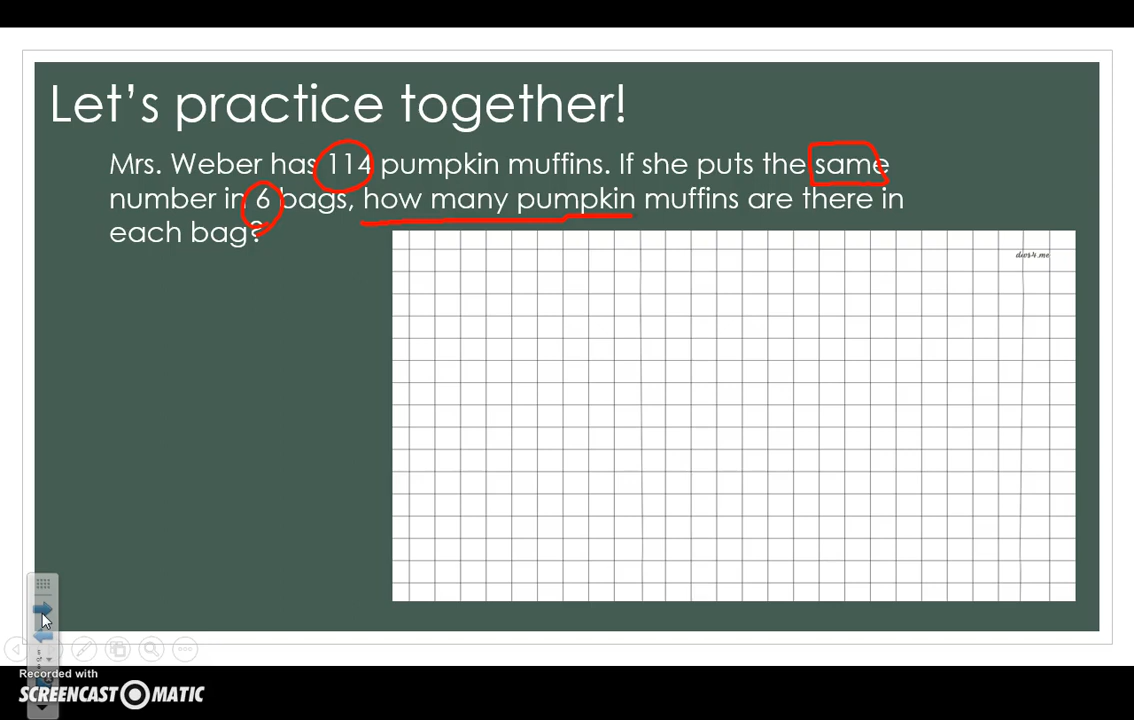 Let's practice together!
Mrs. Weber has 114 pumpkin muffins. If she puts the same
number in 6 bags, how many pumpkin muffins are there in
each bag?
Recorded with
SCREENCAST MATIC